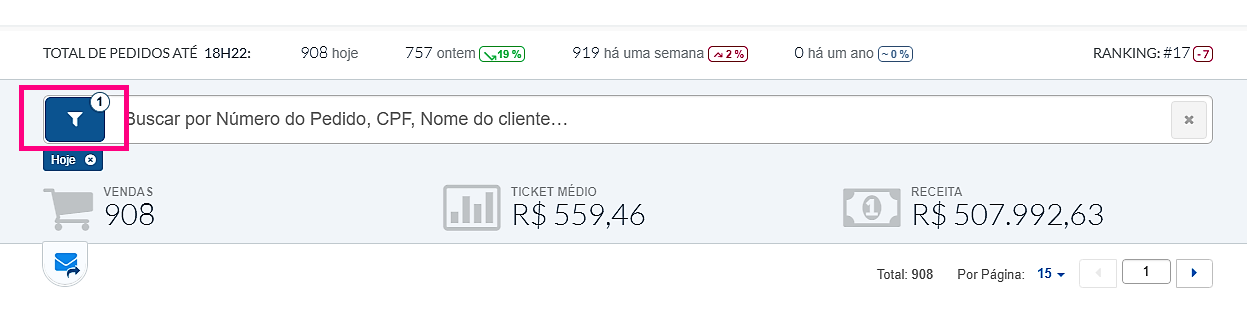 TOTAL DE PEDIDOS ATÉ 18H22: 908 hoje 757 ontem 19 % 919 há uma semana 2 % 0 há um ano ~ 0 % RANKING: #17 -7
1
Buscar por Número do Pedido, CPF, Nome do cliente...
Hoje
VENDAS TICKET MÉDIO RECEITA
908 R$ 559,46 R$ 507.992,63
Total: 908 Por Página: 15 1